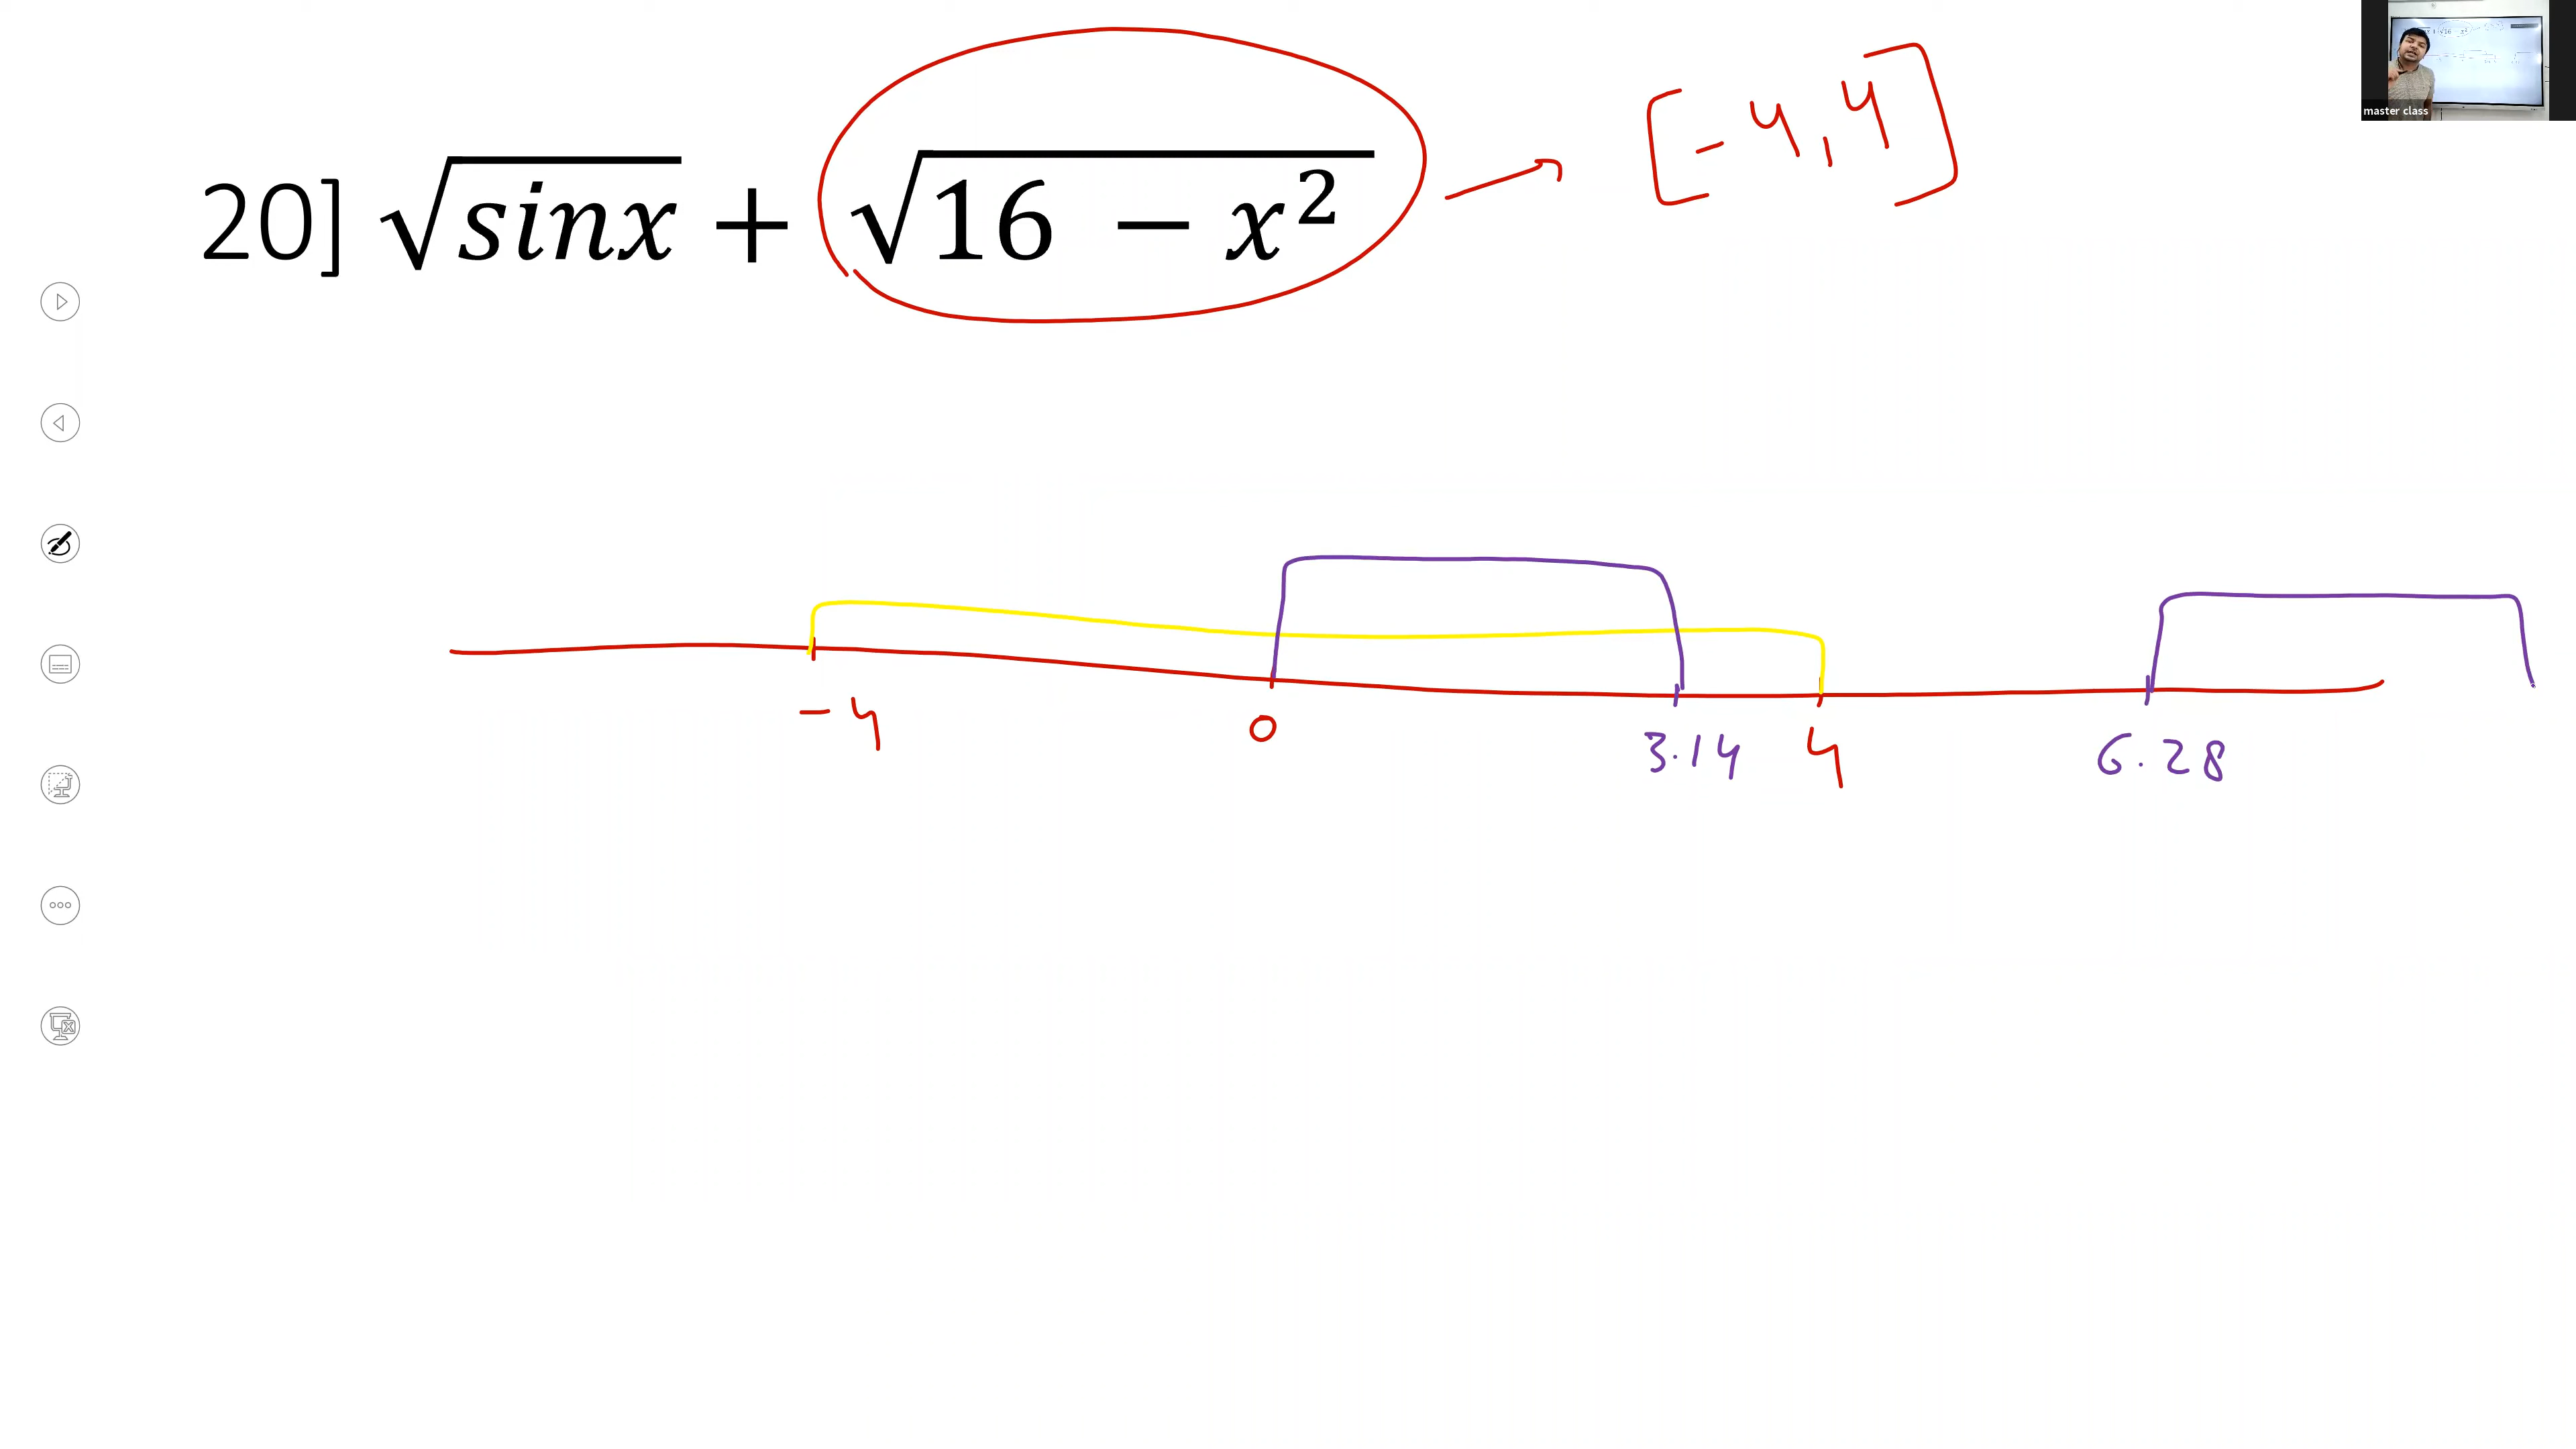 master class
20] √sinx + √16 − x² → [-4,4]
-4 0 3.14 4 6.28